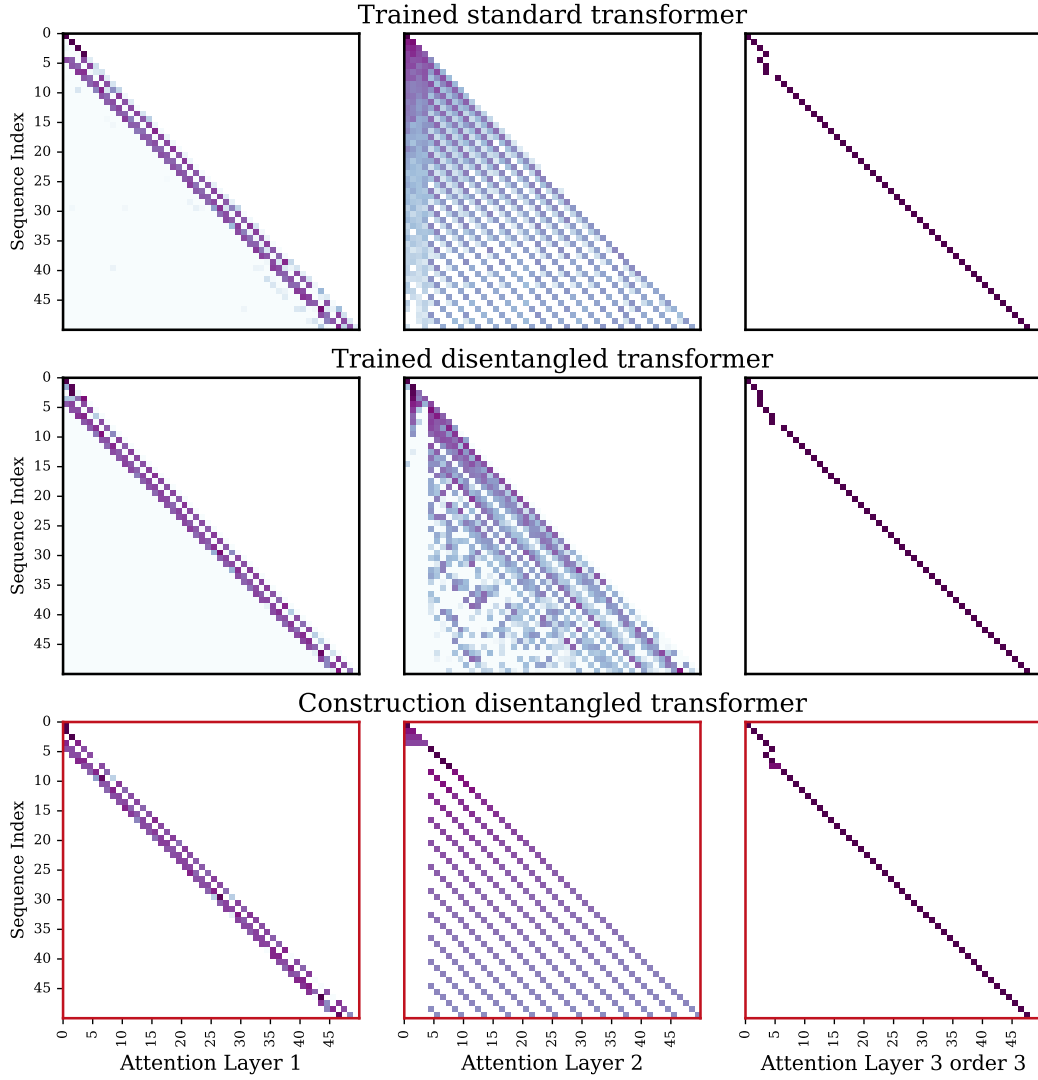 Trained standard transformer
0
5
10
15
20
25
30
35
40
45
Sequence Index
Trained disentangled transformer
0
5
10
15
20
25
30
35
40
45
Sequence Index
Construction disentangled transformer
0
5
10
15
20
25
30
35
40
45
Sequence Index
0 5 10 15 20 25 30 35 40 45
0 5 10 15 20 25 30 35 40 45
0 5 10 15 20 25 30 35 40 45
Attention Layer 1
Attention Layer 2
Attention Layer 3 order 3